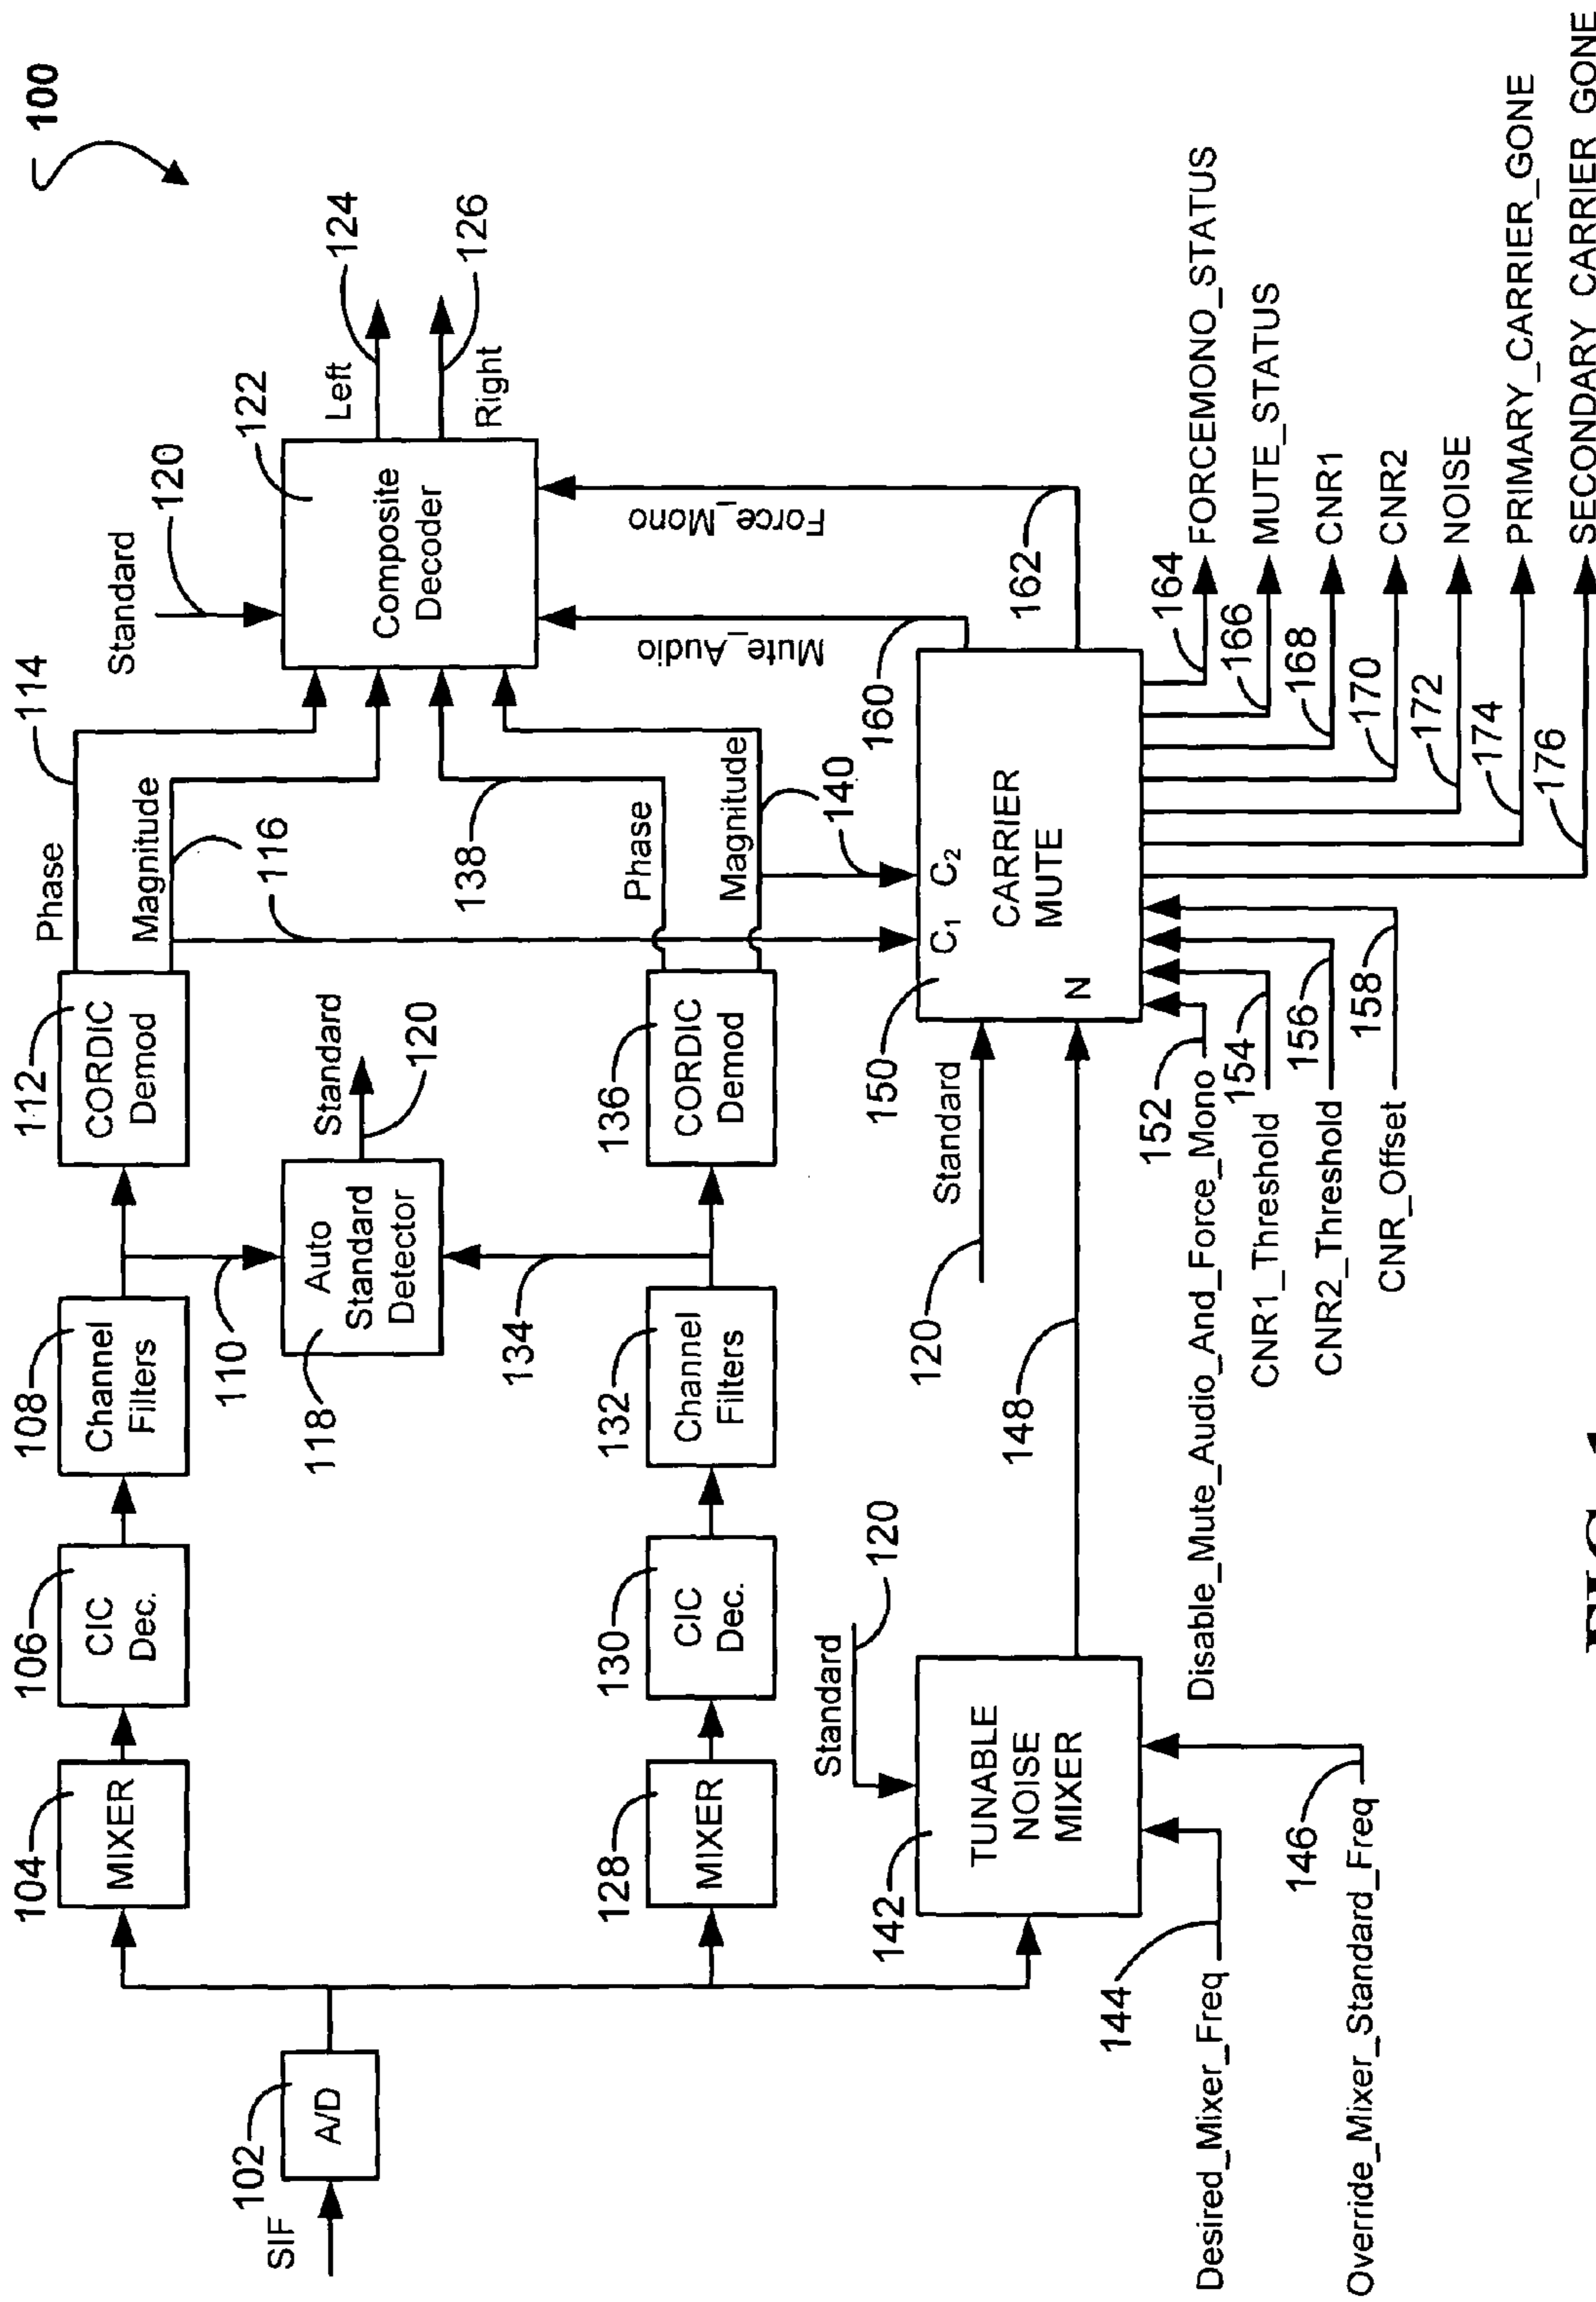 100
SIF
102
A/D
104
MIXER
106
CIC
Dec.
108
Channel
Filters
110
112
CORDIC
Demod
Phase
114
Magnitude
116
118
Auto
Standard
Detector
Standard
120
Standard
120
122
Composite
Decoder
Left
124
Right
126
128
MIXER
130
CIC
Dec.
132
Channel
Filters
134
136
CORDIC
Demod
138
Phase
Magnitude
140
Mute_Audio
Force_Mono
160
162
142
TUNABLE
NOISE
MIXER
Standard
120
144
Desired_Mixer_Freq
146
Override_Mixer_Standard_Freq
148
120
Standard
150
C1 C2
CARRIER
MUTE
N
152
Disable_Mute_Audio_And_Force_Mono
154
CNR1_Threshold
156
CNR2_Threshold
158
CNR_Offset
164
FORCEMONO_STATUS
166
MUTE_STATUS
168
CNR1
170
CNR2
172
NOISE
174
PRIMARY_CARRIER_GONE
176
SECONDARY_CARRIER_GONE